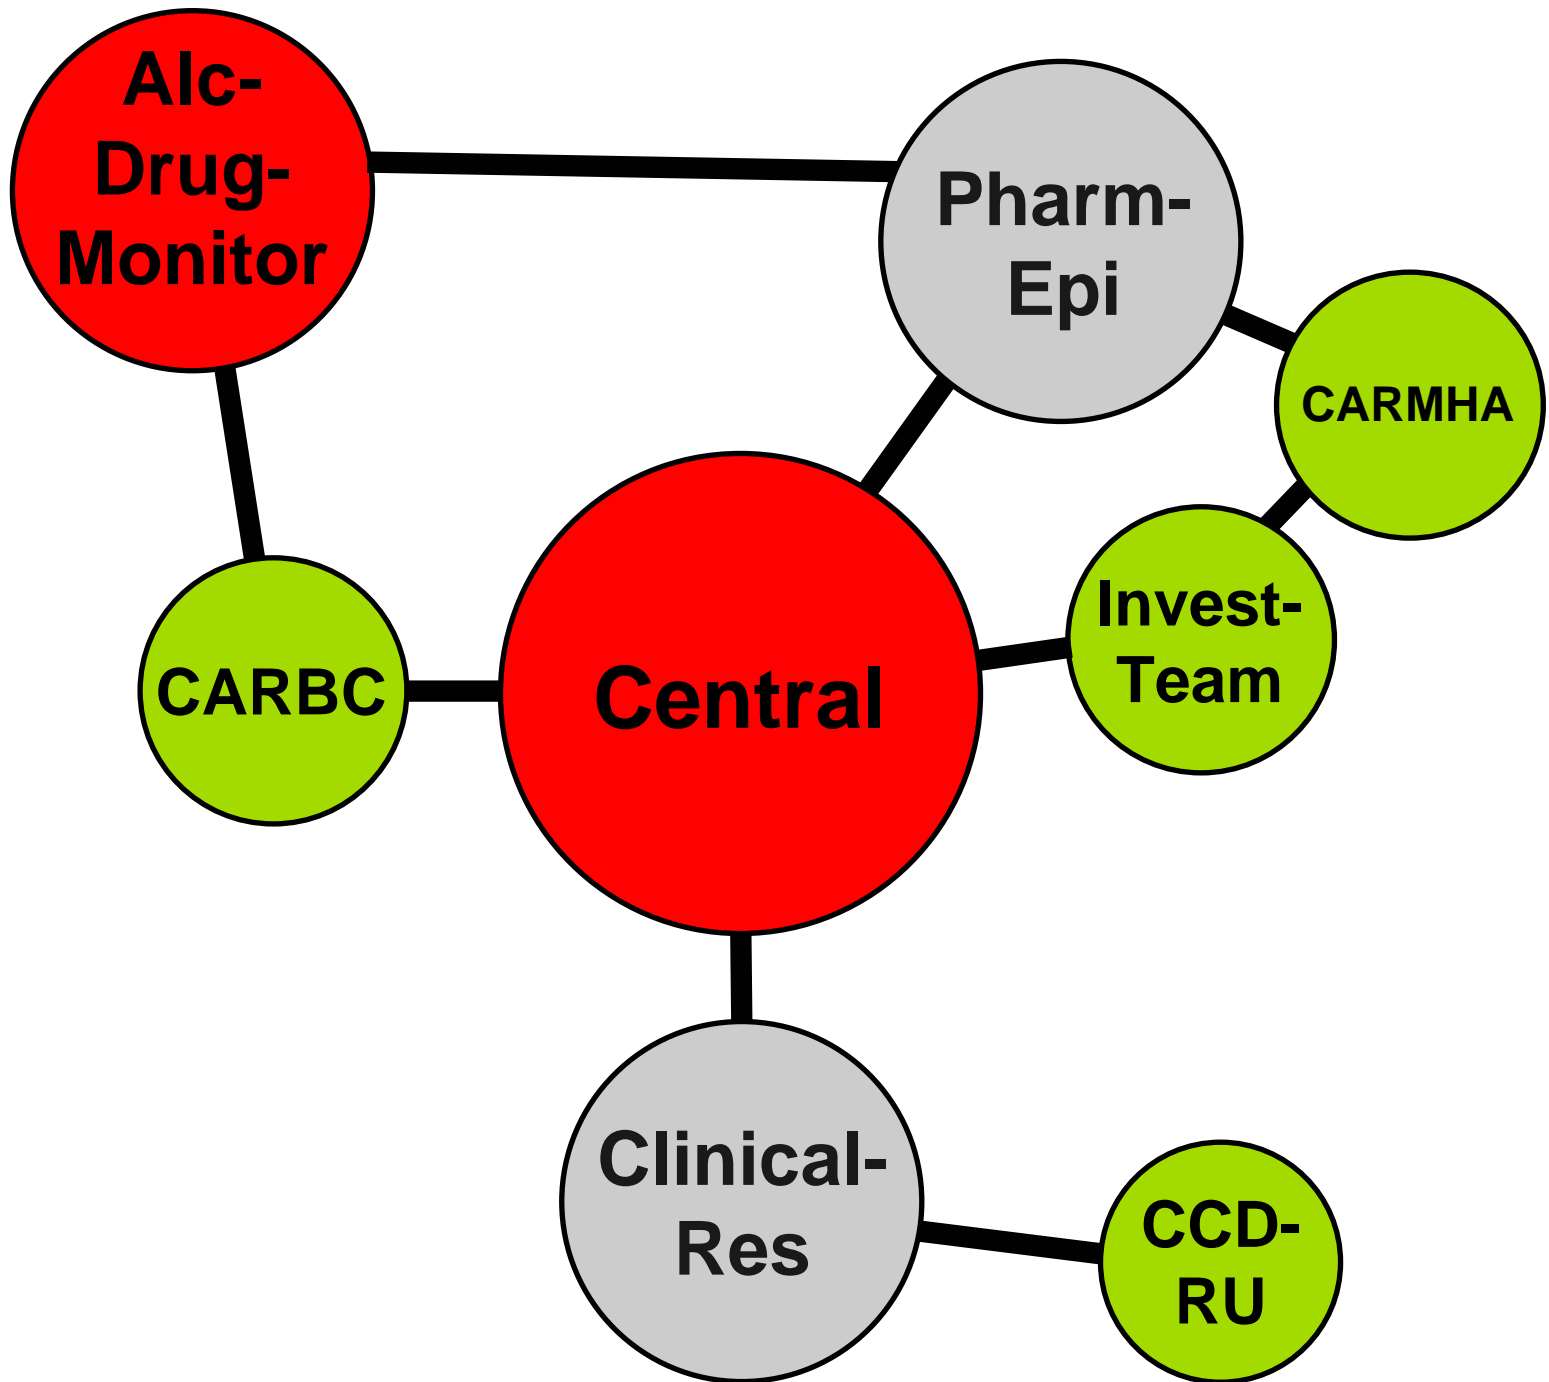 Alc-
Drug-
Monitor
Pharm-
Epi
CARMHA
Invest-
Team
CARBC
Central
Clinical-
Res
CCD-
RU